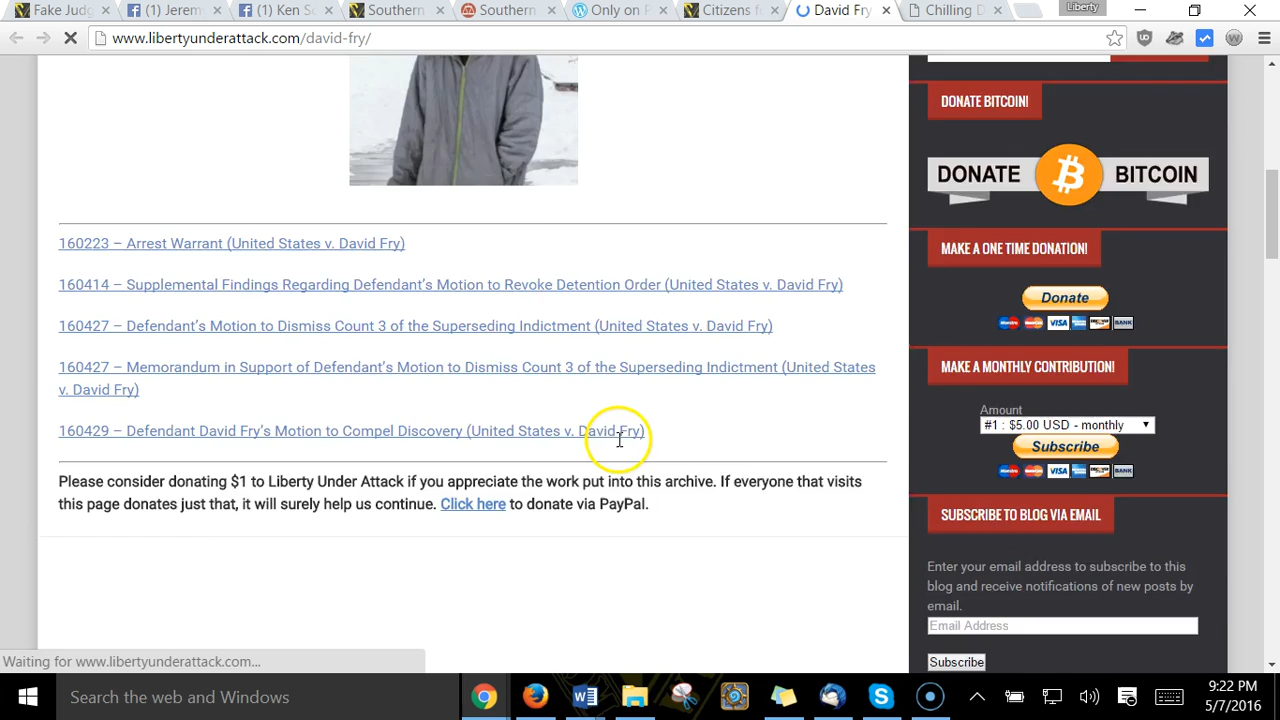 Fake Judg
(1) Jerem
(1) Ken Sc
Southern
Southern
Only on P
Citizens fo
David Fry
Chilling D
Liberty
www.libertyunderattack.com/david-fry/
160223 – Arrest Warrant (United States v. David Fry)
160414 – Supplemental Findings Regarding Defendant's Motion to Revoke Detention Order (United States v. David Fry)
160427 – Defendant's Motion to Dismiss Count 3 of the Superseding Indictment (United States v. David Fry)
160427 – Memorandum in Support of Defendant's Motion to Dismiss Count 3 of the Superseding Indictment (United States
v. David Fry)
160429 – Defendant David Fry's Motion to Compel Discovery (United States v. David Fry)
Please consider donating $1 to Liberty Under Attack if you appreciate the work put into this archive. If everyone that visits
this page donates just that, it will surely help us continue. Click here to donate via PayPal.
DONATE BITCOIN!
DONATE BITCOIN
MAKE A ONE TIME DONATION!
Donate
VISA DISCOVER BANK
MAKE A MONTHLY CONTRIBUTION!
Amount
#1 : $5.00 USD - monthly
Subscribe
VISA DISCOVER BANK
SUBSCRIBE TO BLOG VIA EMAIL
Enter your email address to subscribe to this
blog and receive notifications of new posts by
email.
Email Address
Subscribe
Waiting for www.libertyunderattack.com...
Search the web and Windows
9:22 PM
5/7/2016